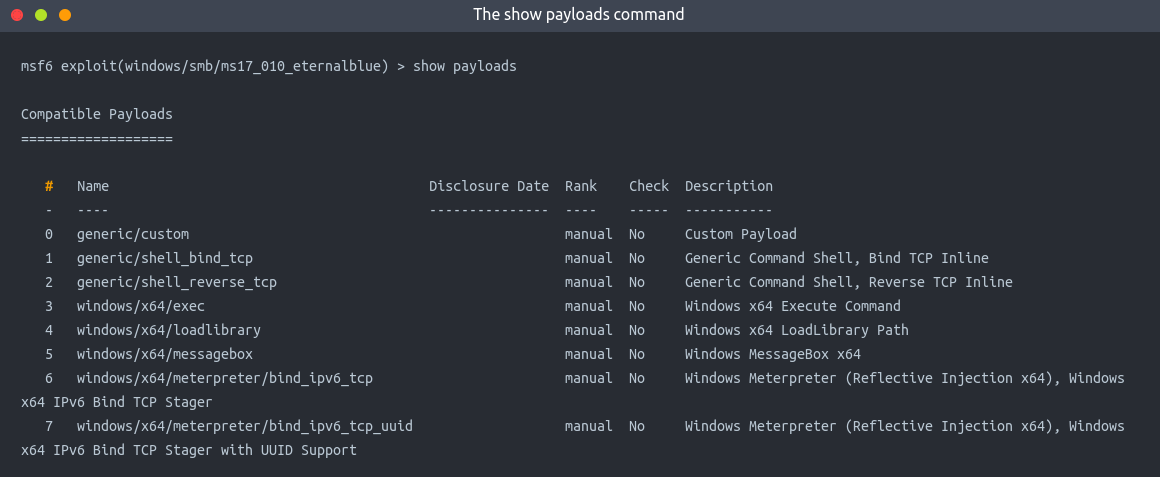 The show payloads command
msf6 exploit(windows/smb/ms17_010_eternalblue) > show payloads
Compatible Payloads
===================
#   Name                                        Disclosure Date  Rank    Check  Description
-   ----                                        ---------------  ----    -----  -----------
0   generic/custom                                               manual  No     Custom Payload
1   generic/shell_bind_tcp                                       manual  No     Generic Command Shell, Bind TCP Inline
2   generic/shell_reverse_tcp                                    manual  No     Generic Command Shell, Reverse TCP Inline
3   windows/x64/exec                                             manual  No     Windows x64 Execute Command
4   windows/x64/loadlibrary                                      manual  No     Windows x64 LoadLibrary Path
5   windows/x64/messagebox                                       manual  No     Windows MessageBox x64
6   windows/x64/meterpreter/bind_ipv6_tcp                        manual  No     Windows Meterpreter (Reflective Injection x64), Windows
x64 IPv6 Bind TCP Stager
7   windows/x64/meterpreter/bind_ipv6_tcp_uuid                   manual  No     Windows Meterpreter (Reflective Injection x64), Windows
x64 IPv6 Bind TCP Stager with UUID Support